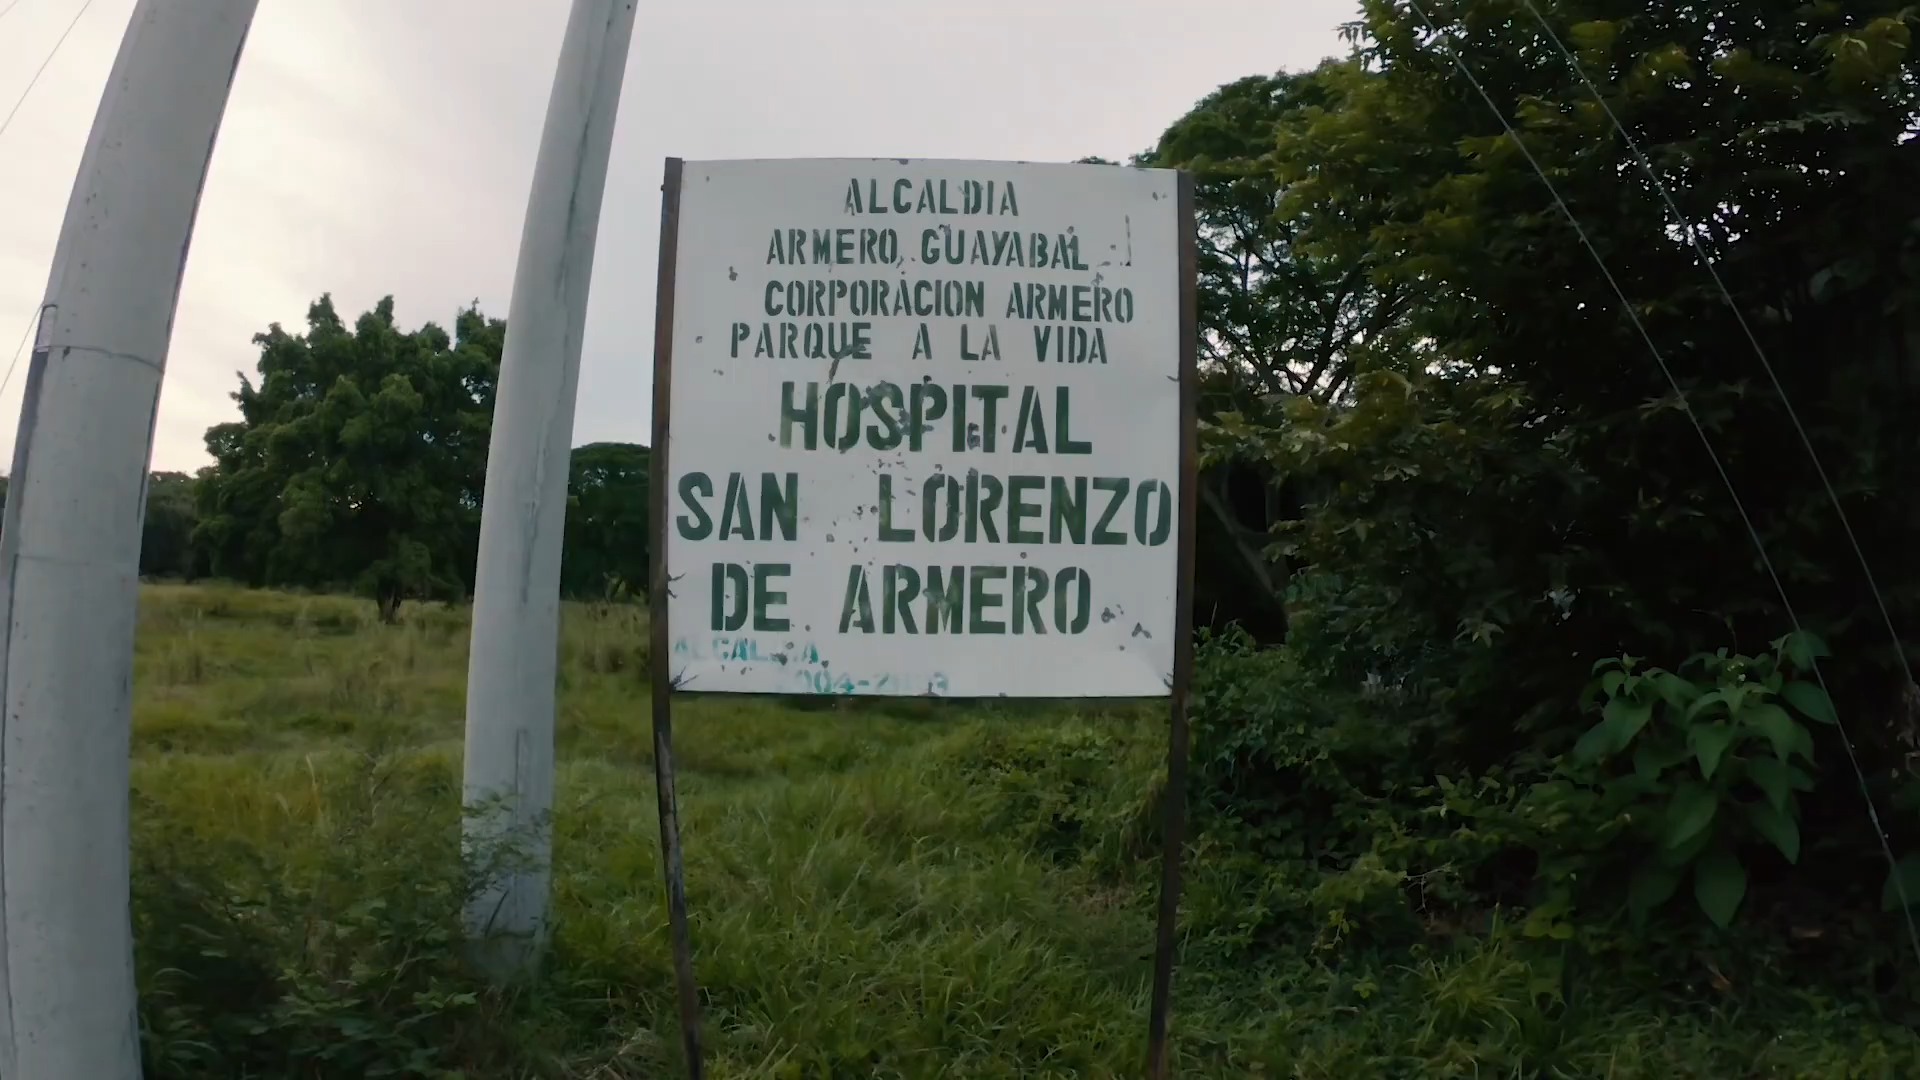 ALCALDIA
ARMERO GUAYABAL
CORPORACION ARMERO
PARQUE A LA VIDA
HOSPITAL
SAN LORENZO
DE ARMERO